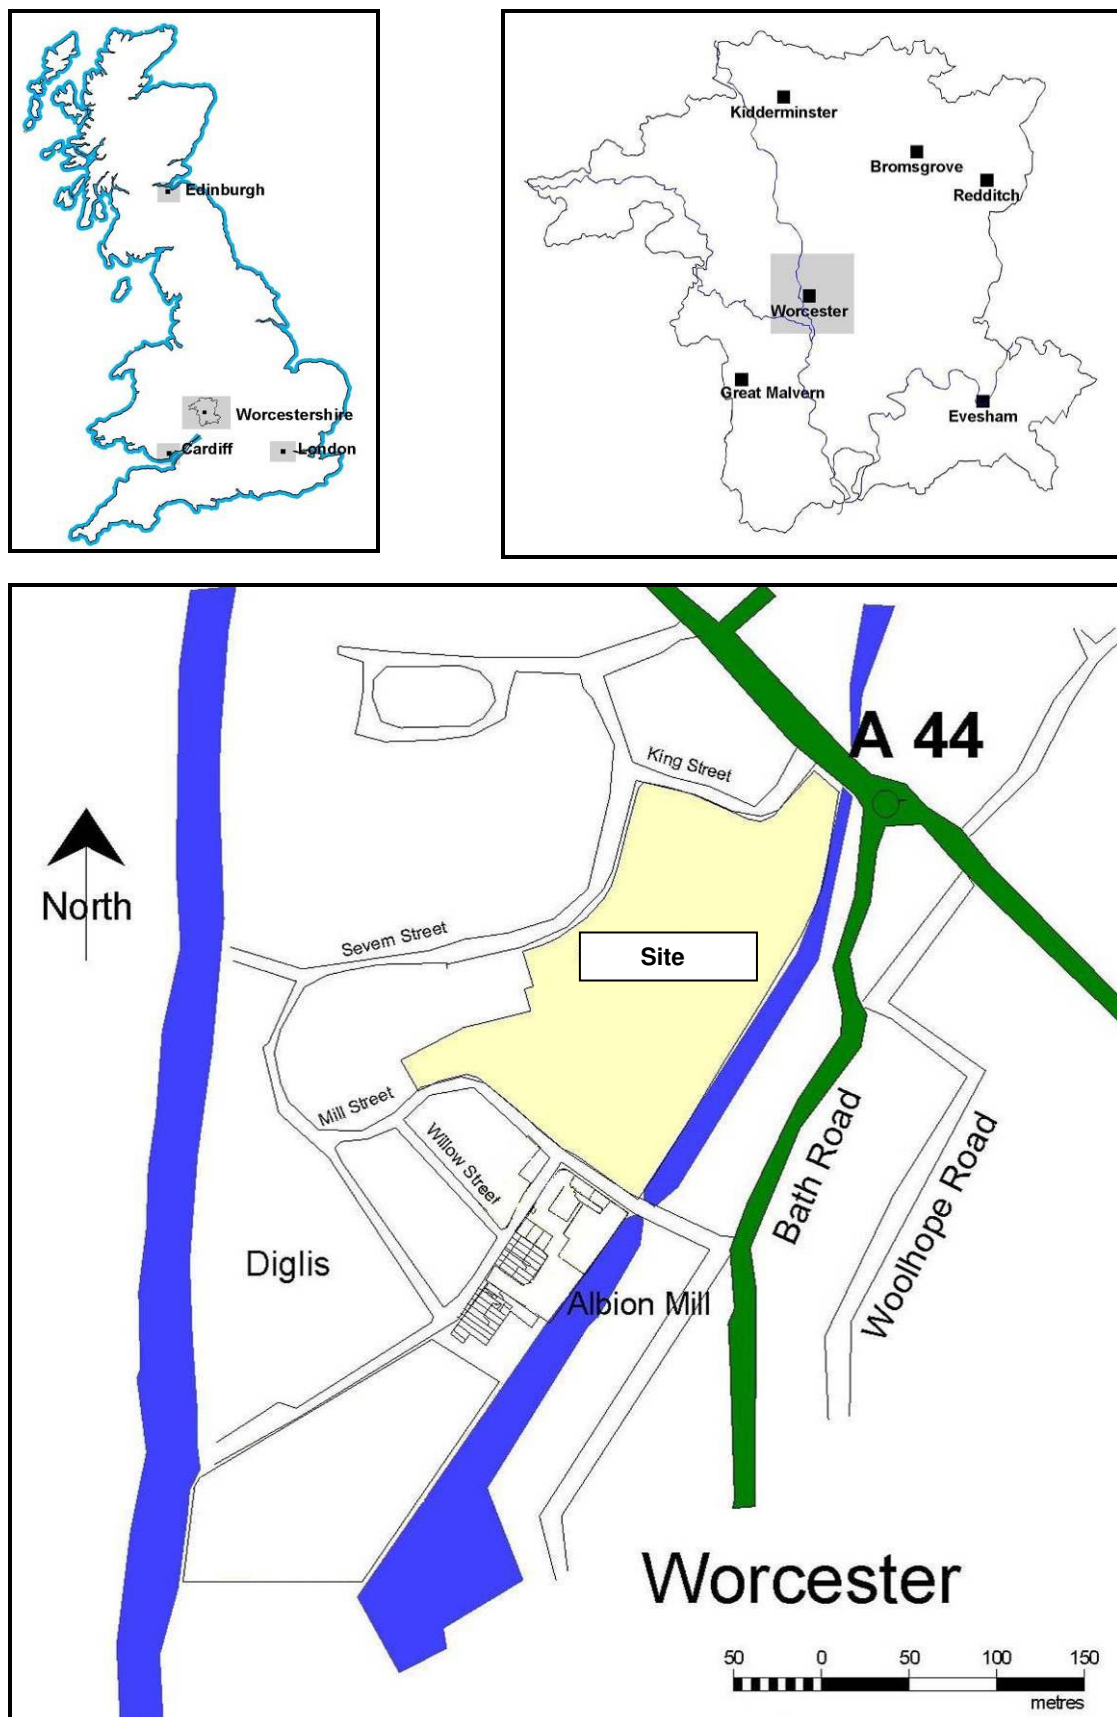 Edinburgh
Worcestershire
Cardiff
London
Kidderminster
Bromsgrove
Redditch
Worcester
Great Malvern
Evesham
A 44
King Street
North
Severn Street
Site
Mill Street
Willow Street
Bath Road
Woolhope Road
Diglis
Albion Mill
Worcester
50 0 50 100 150
metres